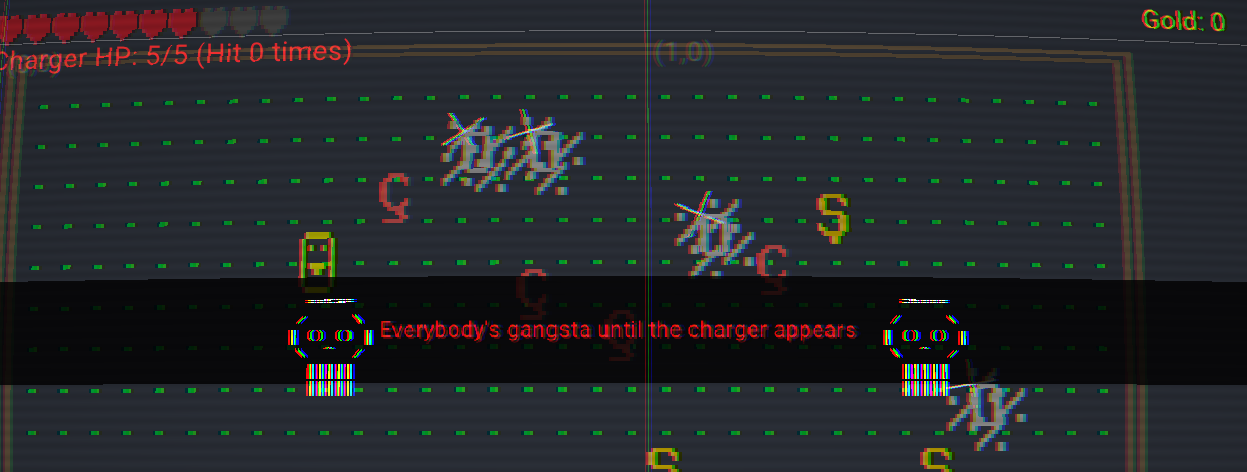 Gold: 0
Charger HP: 5/5 (Hit 0 times)
(1,0)
Ç
$
Ç
Ç
Ç
Everybody's gangsta until the charger appears
$
$